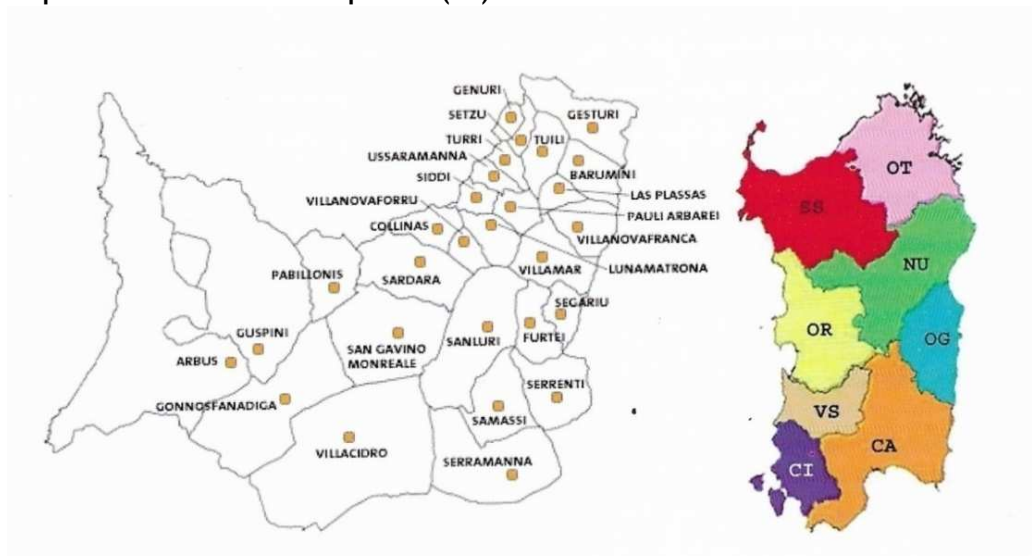 GENURI
SETZU
GESTURI
TURRI
TUILI
USSARAMANNA
BARUMINI
SIDDI
LAS PLASSAS
VILLANOVAFORRU
PAULI ARBAREI
COLLINAS
VILLANOVAFRANCA
PABILLONIS
SARDARA
VILLAMAR
LUNAMATRONA
SEGARIU
GUSPINI
SANLURI
FURTEI
ARBUS
SAN GAVINO
MONREALE
SERRENTI
GONNOSFANADIGA
SAMASSI
VILLACIDRO
SERRAMANNA
OT
SS
NU
OR
OG
VS
CA
CI